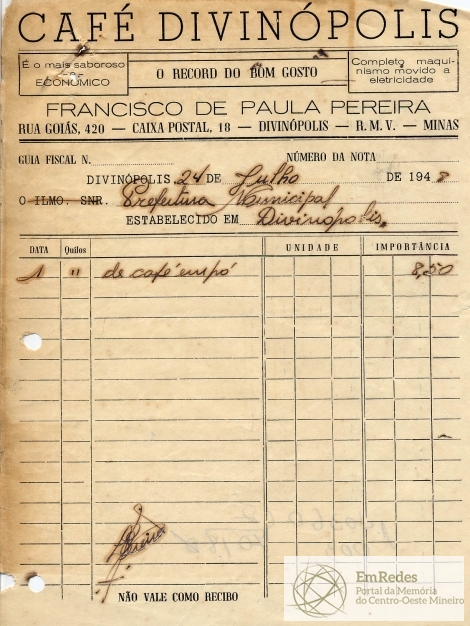 CAFÉ DIVINÓPOLIS
É o mais saboroso
e o
ECONÔMICO
O RECORD DO BOM GOSTO
Completo maqui-
nismo movido a
eletricidade
FRANCISCO DE PAULA PEREIRA
RUA GOIÁS, 420 — CAIXA POSTAL, 18 — DIVINÓPOLIS — R. M. V. — MINAS
GUIA FISCAL N. NÚMERO DA NOTA
DIVINÓPOLIS, 24 DE Julho DE 1948
O ILMO. SNR. Prefeitura Municipal
ESTABELECIDO EM Divinópolis.
DATA Quilos UNIDADE IMPORTÂNCIA
1 " de café em pó 8,50
Pereira
NÃO VALE COMO RECIBO
EmRedes
Portal da Memória
do Centro-Oeste Mineiro